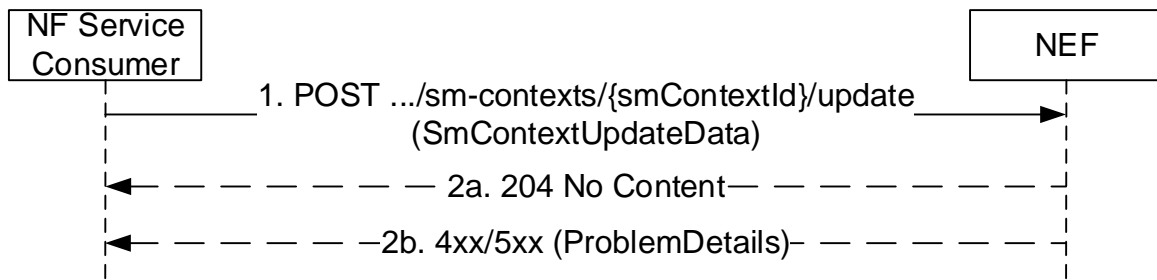 NF Service
Consumer
NEF
1. POST .../sm-contexts/{smContextId}/update
(SmContextUpdateData)
2a. 204 No Content
2b. 4xx/5xx (ProblemDetails)